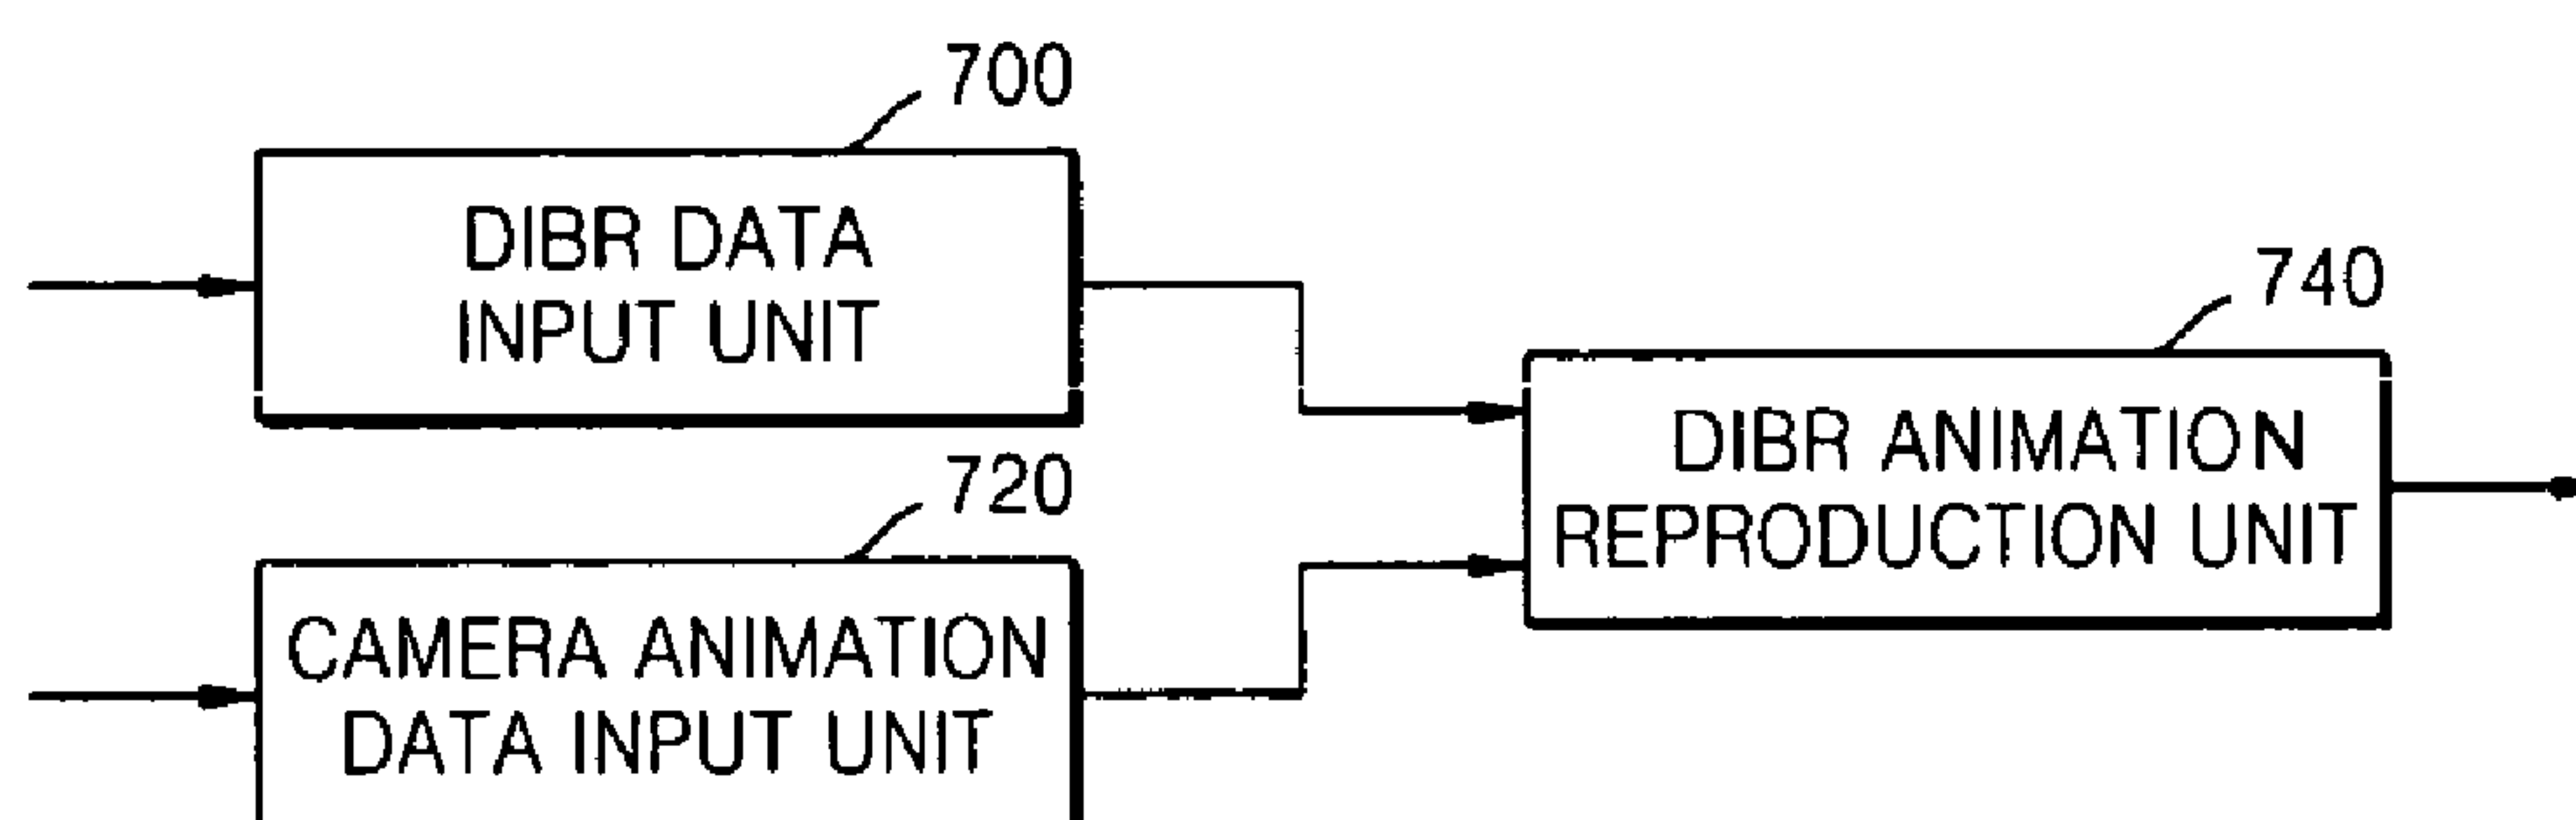 700
DIBR DATA
INPUT UNIT
740
DIBR ANIMATION
REPRODUCTION UNIT
720
CAMERA ANIMATION
DATA INPUT UNIT